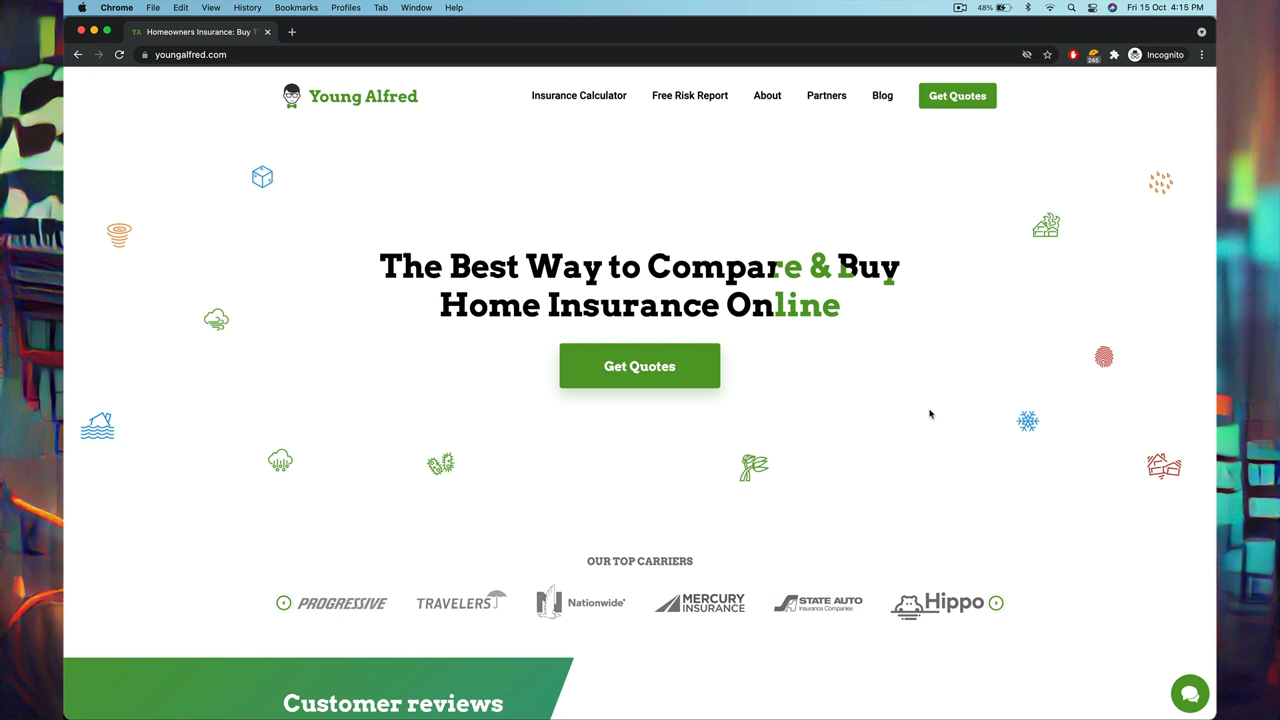 Chrome File Edit View History Bookmarks Profiles Tab Window Help 48% Fri 15 Oct 4:15 PM
YA Homeowners Insurance: Buy
youngalfred.com 245 Incognito
Young Alfred Insurance Calculator Free Risk Report About Partners Blog Get Quotes
The Best Way to Compare & Buy
Home Insurance Online
Get Quotes
OUR TOP CARRIERS
PROGRESSIVE TRAVELERS Nationwide® MERCURY INSURANCE STATE AUTO Insurance Companies Hippo
Customer reviews